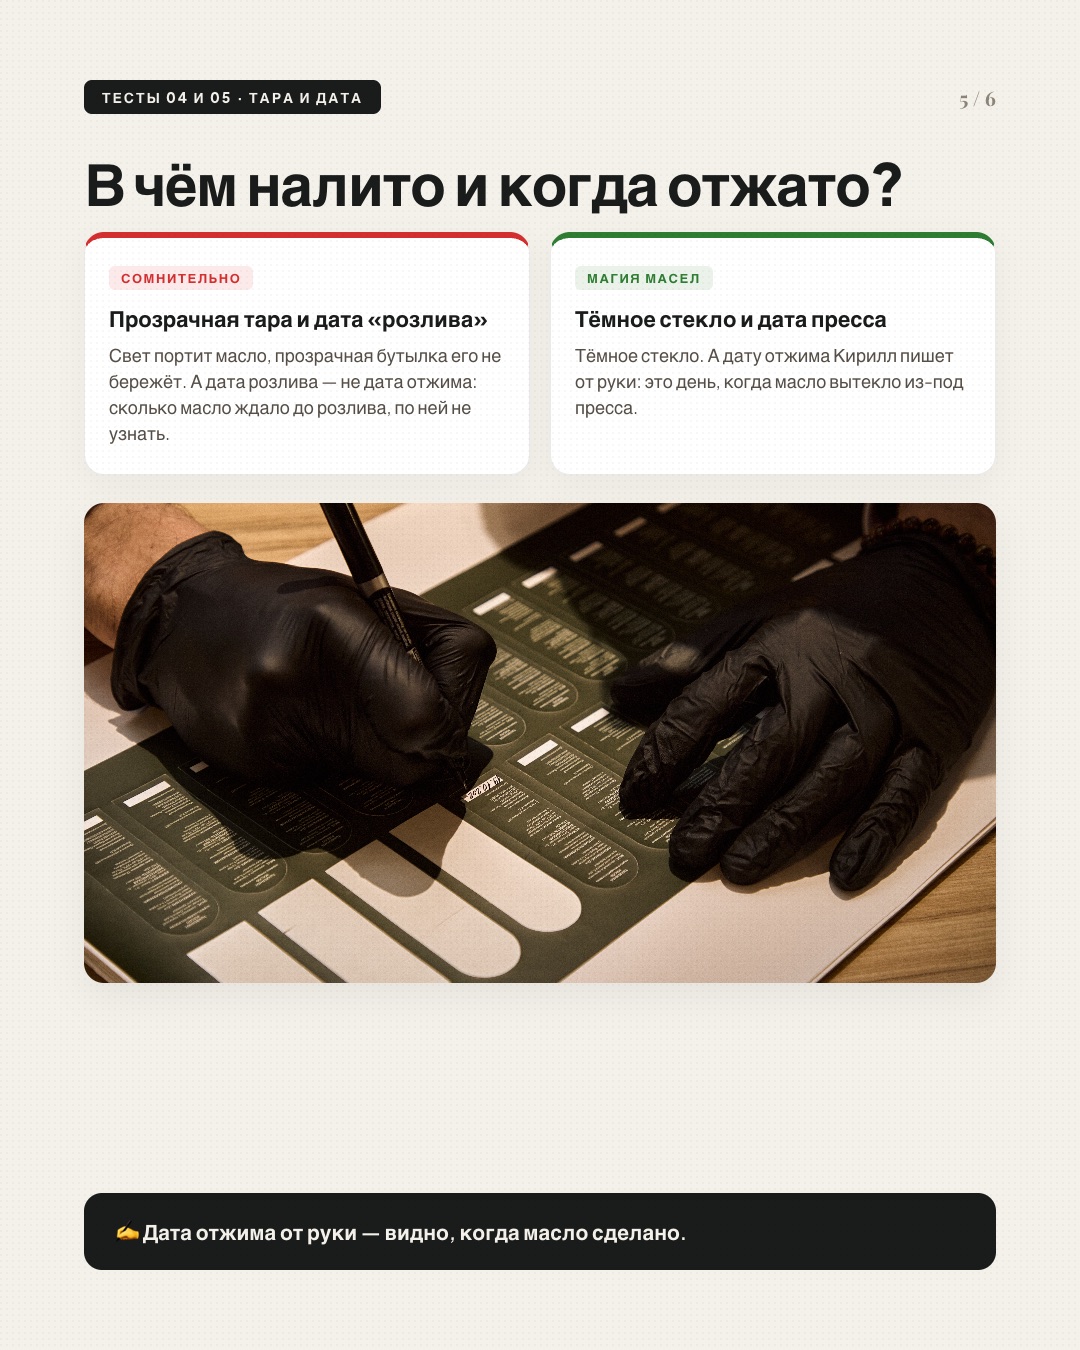 ТЕСТЫ 04 И 05 · ТАРА И ДАТА
5 / 6
В чём налито и когда отжато?
СОМНИТЕЛЬНО
Прозрачная тара и дата «розлива»
Свет портит масло, прозрачная бутылка его не
бережёт. А дата розлива — не дата отжима:
сколько масло ждало до розлива, по ней не
узнать.
МАГИЯ МАСЕЛ
Тёмное стекло и дата пресса
Тёмное стекло. А дату отжима Кирилл пишет
от руки: это день, когда масло вытекло из-под
пресса.
✍️ Дата отжима от руки — видно, когда масло сделано.